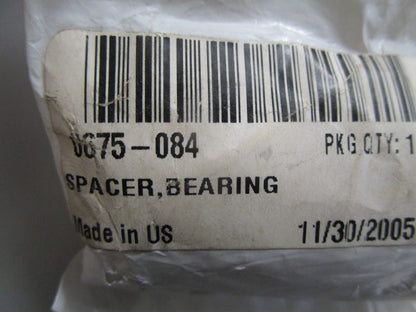 0675-084 PKG QTY: 1
SPACER,BEARING
Made in US 11/30/2005